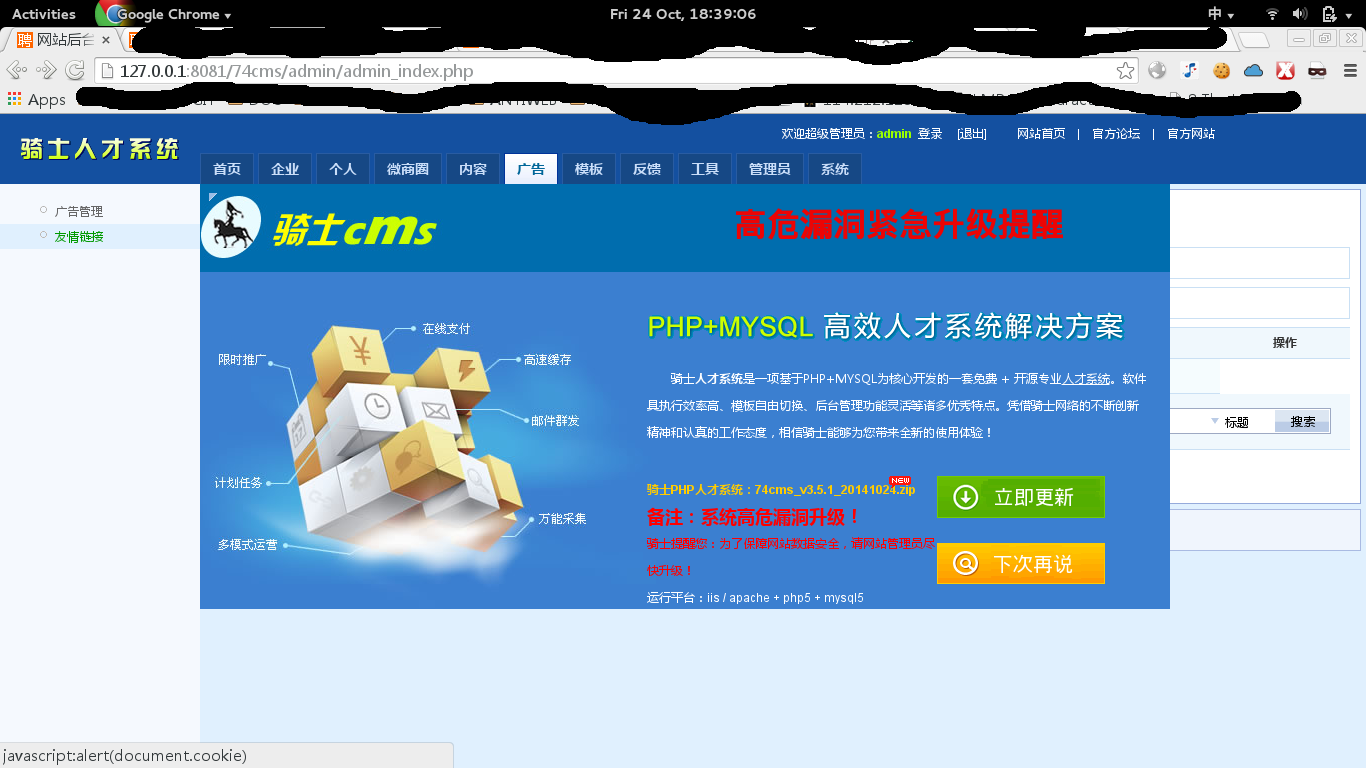 Activities
Google Chrome
Fri 24 Oct, 18:39:06
中
聘 网站后台
127.0.0.1:8081/74cms/admin/admin_index.php
Apps
骑士人才系统
欢迎超级管理员：admin 登录 [退出] 网站首页 | 官方论坛 | 官方网站
首页 企业 个人 微商圈 内容 广告 模板 反馈 工具 管理员 系统
广告管理
友情链接
骑士cms
高危漏洞紧急升级提醒
在线支付
限时推广
高速缓存
邮件群发
计划任务
万能采集
多模式运营
17
PHP+MYSQL 高效人才系统解决方案
骑士人才系统是一项基于PHP+MYSQL为核心开发的一套免费 + 开源专业人才系统。软件
具执行效率高、模板自由切换、后台管理功能灵活等诸多优秀特点。凭借骑士网络的不断创新
精神和认真的工作态度，相信骑士能够为您带来全新的使用体验！
NEW
骑士PHP人才系统：74cms_v3.5.1_20141024.zip
备注：系统高危漏洞升级！
骑士提醒您：为了保障网站数据安全，请网站管理员尽
快升级！
运行平台：iis / apache + php5 + mysql5
立即更新
下次再说
操作
标题
搜索
javascript:alert(document.cookie)